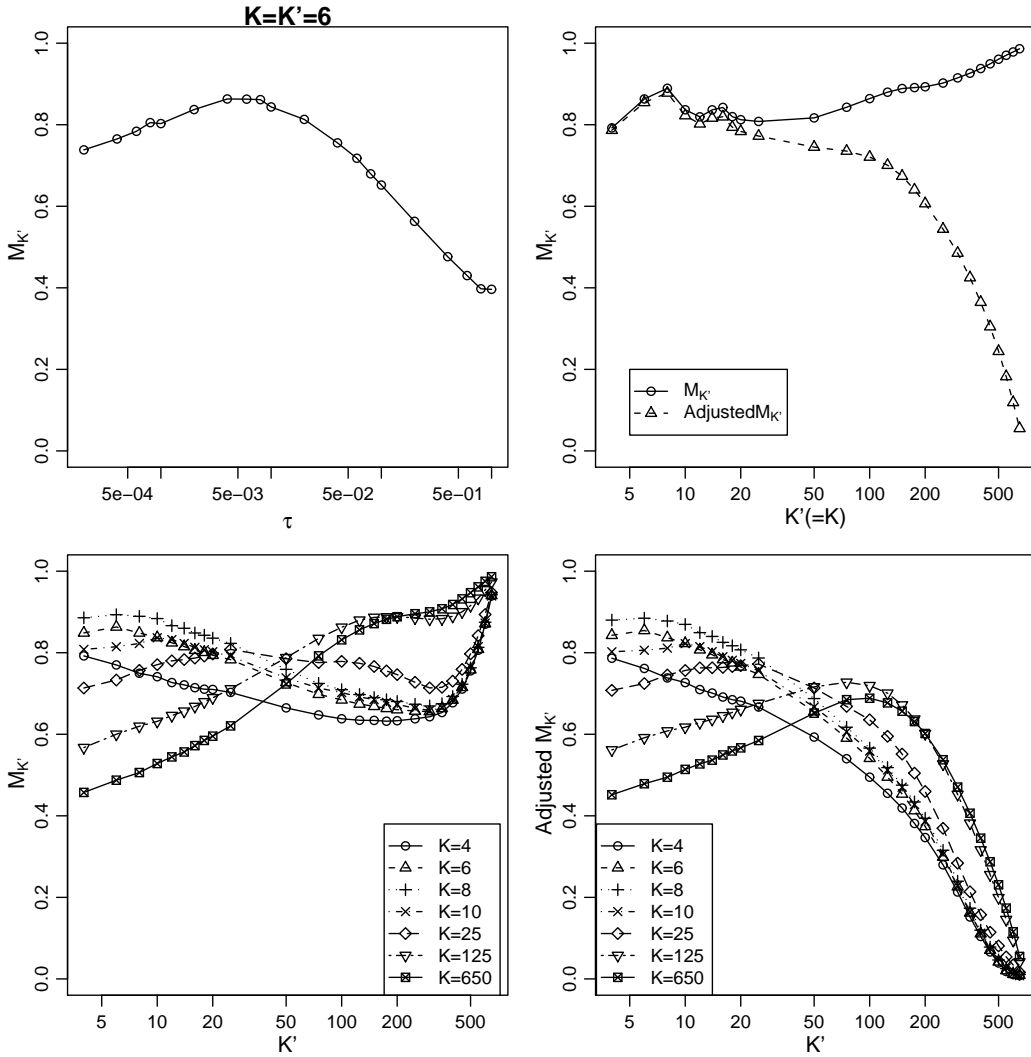 K=K'=6
M_K'
0.0 0.2 0.4 0.6 0.8 1.0
5e−04 5e−03 5e−02 5e−01
τ
M_K'
0.0 0.2 0.4 0.6 0.8 1.0
M_K'
AdjustedM_K'
5 10 20 50 100 500
K'(=K)
M_K'
0.0 0.2 0.4 0.6 0.8 1.0
K=4
K=6
K=8
K=10
K=25
K=125
K=650
5 10 20 50 100 200 500
K'
Adjusted M_K'
0.0 0.2 0.4 0.6 0.8 1.0
K=4
K=6
K=8
K=10
K=25
K=125
K=650
5 10 20 50 100 200 500
K'